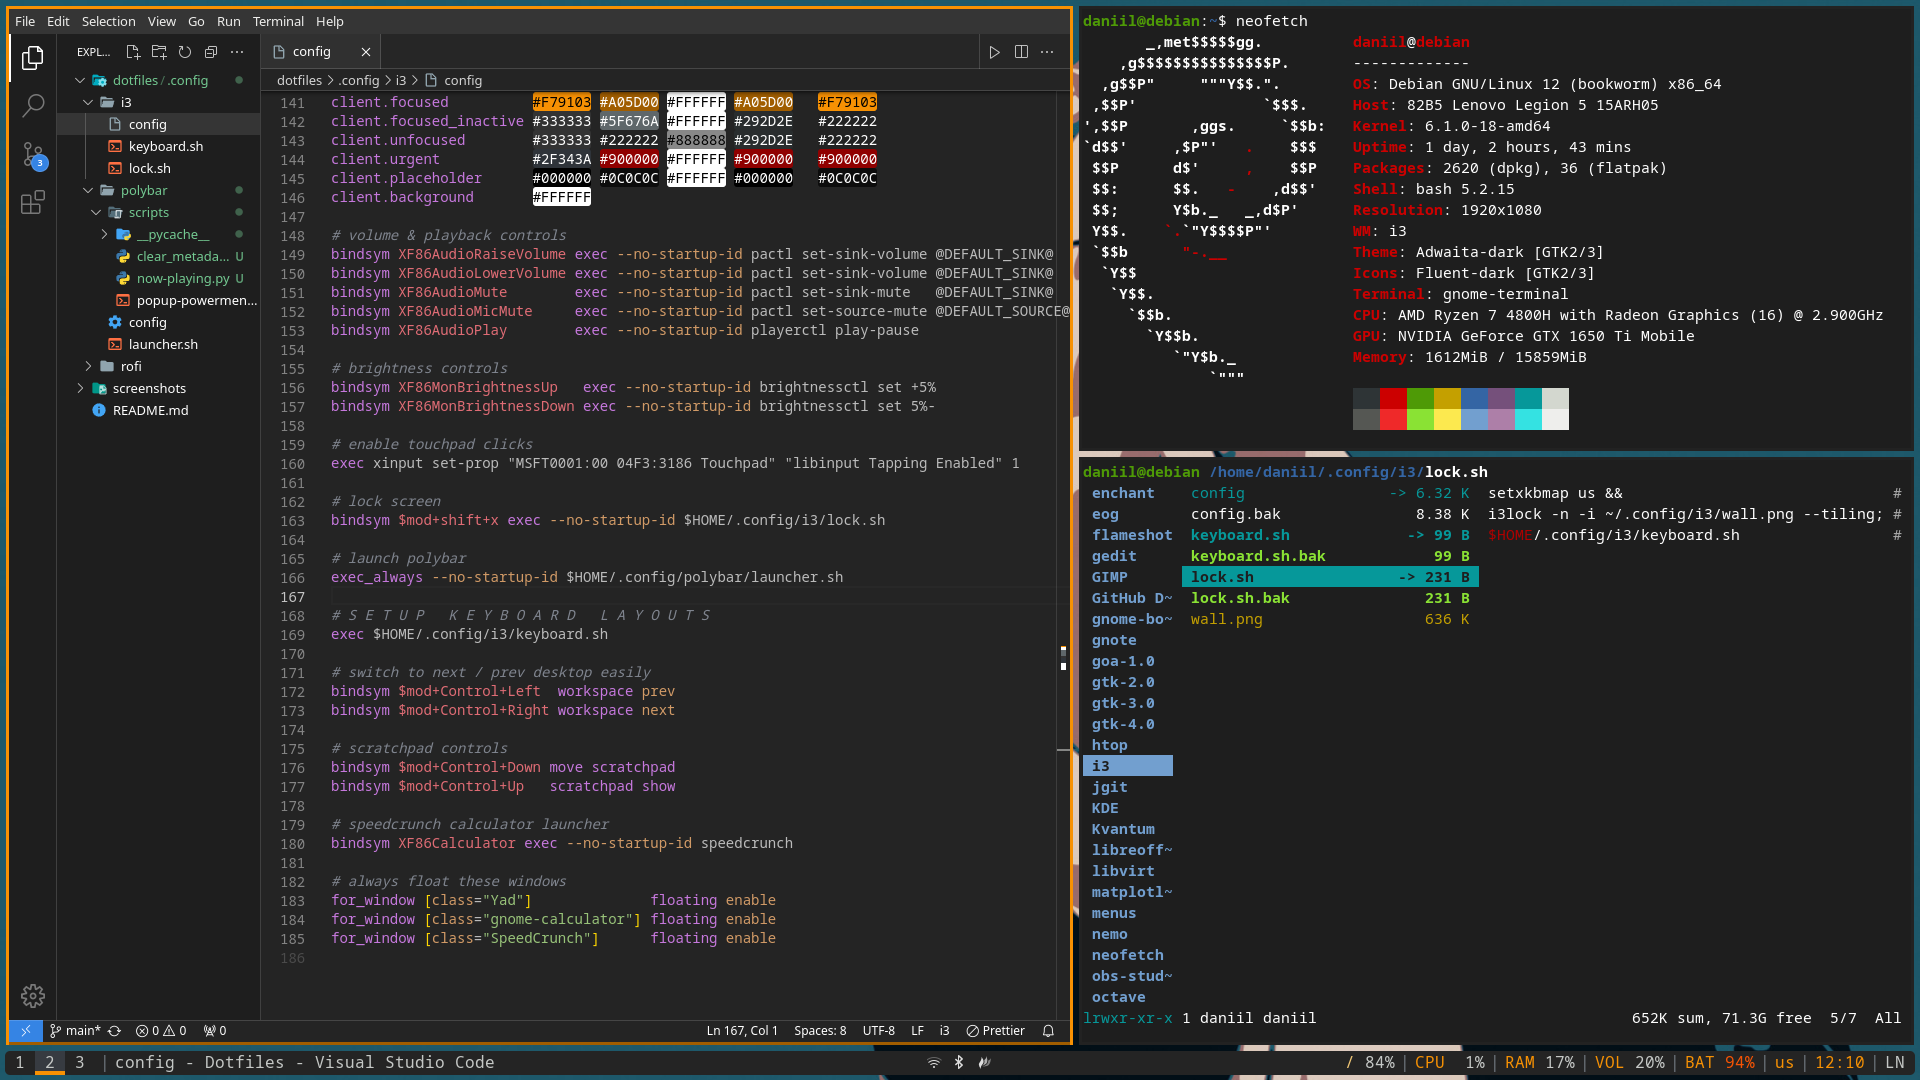 File Edit Selection View Go Run Terminal Help
EXPL...
dotfiles / .config
i3
config
keyboard.sh
lock.sh
polybar
scripts
__pycache__
clear_metada... U
now-playing.py U
popup-powermen...
config
launcher.sh
rofi
screenshots
README.md
3
config
dotfiles > .config > i3 > config
141 client.focused #F79103 #A05D00 #FFFFFF #A05D00 #F79103
142 client.focused_inactive #333333 #5F676A #FFFFFF #292D2E #222222
143 client.unfocused #333333 #222222 #888888 #292D2E #222222
144 client.urgent #2F343A #900000 #FFFFFF #900000 #900000
145 client.placeholder #000000 #0C0C0C #FFFFFF #000000 #0C0C0C
146 client.background #FFFFFF
147
148 # volume & playback controls
149 bindsym XF86AudioRaiseVolume exec --no-startup-id pactl set-sink-volume @DEFAULT_SINK@
150 bindsym XF86AudioLowerVolume exec --no-startup-id pactl set-sink-volume @DEFAULT_SINK@
151 bindsym XF86AudioMute exec --no-startup-id pactl set-sink-mute @DEFAULT_SINK@
152 bindsym XF86AudioMicMute exec --no-startup-id pactl set-source-mute @DEFAULT_SOURCE@
153 bindsym XF86AudioPlay exec --no-startup-id playerctl play-pause
154
155 # brightness controls
156 bindsym XF86MonBrightnessUp exec --no-startup-id brightnessctl set +5%
157 bindsym XF86MonBrightnessDown exec --no-startup-id brightnessctl set 5%-
158
159 # enable touchpad clicks
160 exec xinput set-prop "MSFT0001:00 04F3:3186 Touchpad" "libinput Tapping Enabled" 1
161
162 # lock screen
163 bindsym $mod+shift+x exec --no-startup-id $HOME/.config/i3/lock.sh
164
165 # launch polybar
166 exec_always --no-startup-id $HOME/.config/polybar/launcher.sh
167
168 # S E T U P   K E Y B O A R D   L A Y O U T S
169 exec $HOME/.config/i3/keyboard.sh
170
171 # switch to next / prev desktop easily
172 bindsym $mod+Control+Left workspace prev
173 bindsym $mod+Control+Right workspace next
174
175 # scratchpad controls
176 bindsym $mod+Control+Down move scratchpad
177 bindsym $mod+Control+Up scratchpad show
178
179 # speedcrunch calculator launcher
180 bindsym XF86Calculator exec --no-startup-id speedcrunch
181
182 # always float these windows
183 for_window [class="Yad"] floating enable
184 for_window [class="gnome-calculator"] floating enable
185 for_window [class="SpeedCrunch"] floating enable
186
main* 0 0 0 Ln 167, Col 1 Spaces: 8 UTF-8 LF i3 Prettier
daniil@debian:~$ neofetch
       _,met$$$$$gg.
    ,g$$$$$$$$$$$$$$$P.
  ,g$$P"     """Y$$.".
 ,$$P'              `$$$.
',$$P       ,ggs.     `$$b:
`d$$'     ,$P"'   .    $$$
 $$P      d$'     ,    $$P
 $$:      $$.   -    ,d$$'
 $$;      Y$b._   _,d$P'
 Y$$.    `.`"Y$$$$P"'
 `$$b      "-.__
  `Y$$
   `Y$$.
     `$$b.
       `Y$$b.
          `"Y$b._
              `"""
daniil@debian
-------------
OS: Debian GNU/Linux 12 (bookworm) x86_64
Host: 82B5 Lenovo Legion 5 15ARH05
Kernel: 6.1.0-18-amd64
Uptime: 1 day, 2 hours, 43 mins
Packages: 2620 (dpkg), 36 (flatpak)
Shell: bash 5.2.15
Resolution: 1920x1080
WM: i3
Theme: Adwaita-dark [GTK2/3]
Icons: Fluent-dark [GTK2/3]
Terminal: gnome-terminal
CPU: AMD Ryzen 7 4800H with Radeon Graphics (16) @ 2.900GHz
GPU: NVIDIA GeForce GTX 1650 Ti Mobile
Memory: 1612MiB / 15859MiB
daniil@debian /home/daniil/.config/i3/lock.sh
enchant config -> 6.32 K setxkbmap us && #
eog config.bak 8.38 K i3lock -n -i ~/.config/i3/wall.png --tiling; #
flameshot keyboard.sh -> 99 B $HOME/.config/i3/keyboard.sh #
gedit keyboard.sh.bak 99 B
GIMP lock.sh -> 231 B
GitHub D~ lock.sh.bak 231 B
gnome-bo~ wall.png 636 K
gnote
goa-1.0
gtk-2.0
gtk-3.0
gtk-4.0
htop
i3
jgit
KDE
Kvantum
libreoff~
libvirt
matplotl~
menus
nemo
neofetch
obs-stud~
octave
lrwxr-xr-x 1 daniil daniil 652K sum, 71.3G free 5/7 All
1 2 3 | config - Dotfiles - Visual Studio Code / 84% | CPU 1% | RAM 17% | VOL 20% | BAT 94% | us | 12:10 | LN